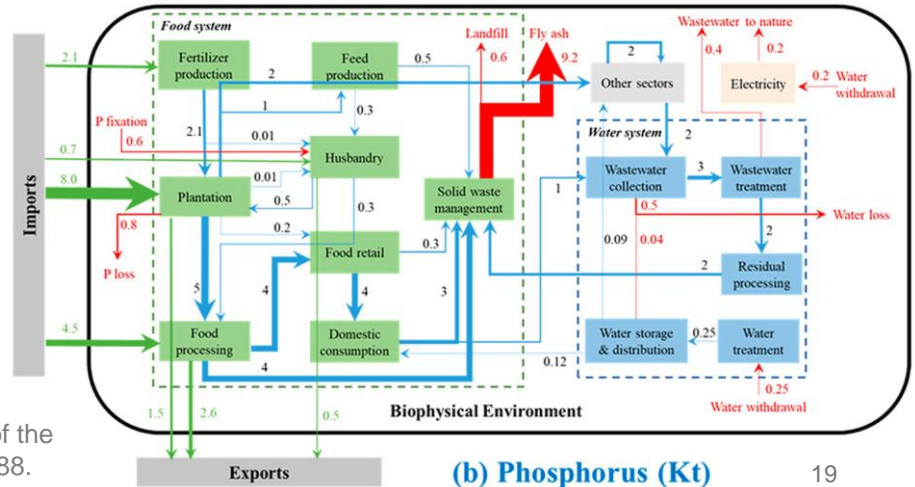 Food system
Landfill
Fly ash
Wastewater to nature
2.1
Fertilizer
production
Feed
production
0.5
0.6
9.2
2
0.4
0.2
2
Other sectors
Electricity
0.2
Water
withdrawal
1
0.3
P fixation
2.1
0.01
0.6
Husbandry
Water system
2
0.7
Wastewater
collection
3
Wastewater
treatment
8.0
Plantation
0.01
0.5
Solid waste
management
1
0.5
Water loss
Imports
0.8
0.2
0.3
0.09
0.04
2
P loss
Food retail
0.3
2
Residual
processing
5
4
4
3
4.5
Food
processing
Domestic
consumption
Water storage
& distribution
0.25
Water
treatment
4
0.12
0.25
Water withdrawal
1.5
2.6
0.5
Biophysical Environment
of the
88.
Exports
(b) Phosphorus (Kt)
19